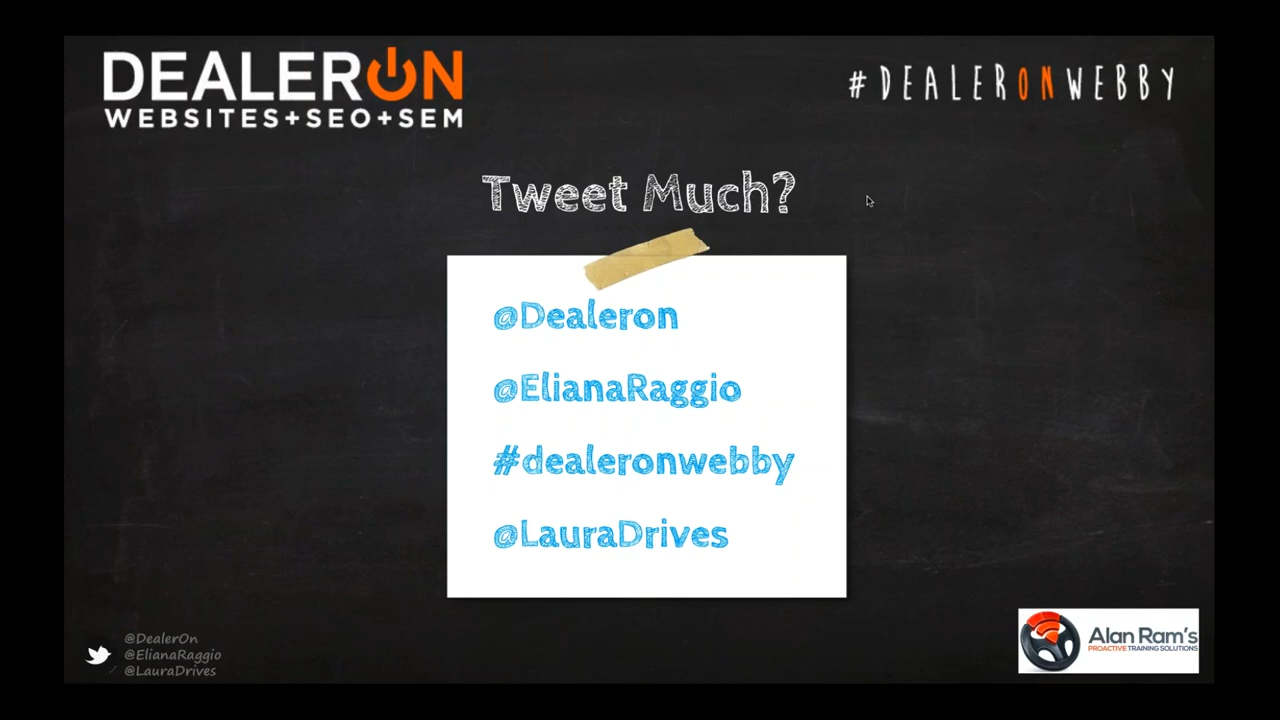 DEALERON
WEBSITES+SEO+SEM
#DEALERONWEBBY
Tweet Much?
@Dealeron
@ElianaRaggio
#dealeronwebby
@LauraDrives
@DealerOn
@ElianaRaggio
@LauraDrives
Alan Ram's
PROACTIVE TRAINING SOLUTIONS